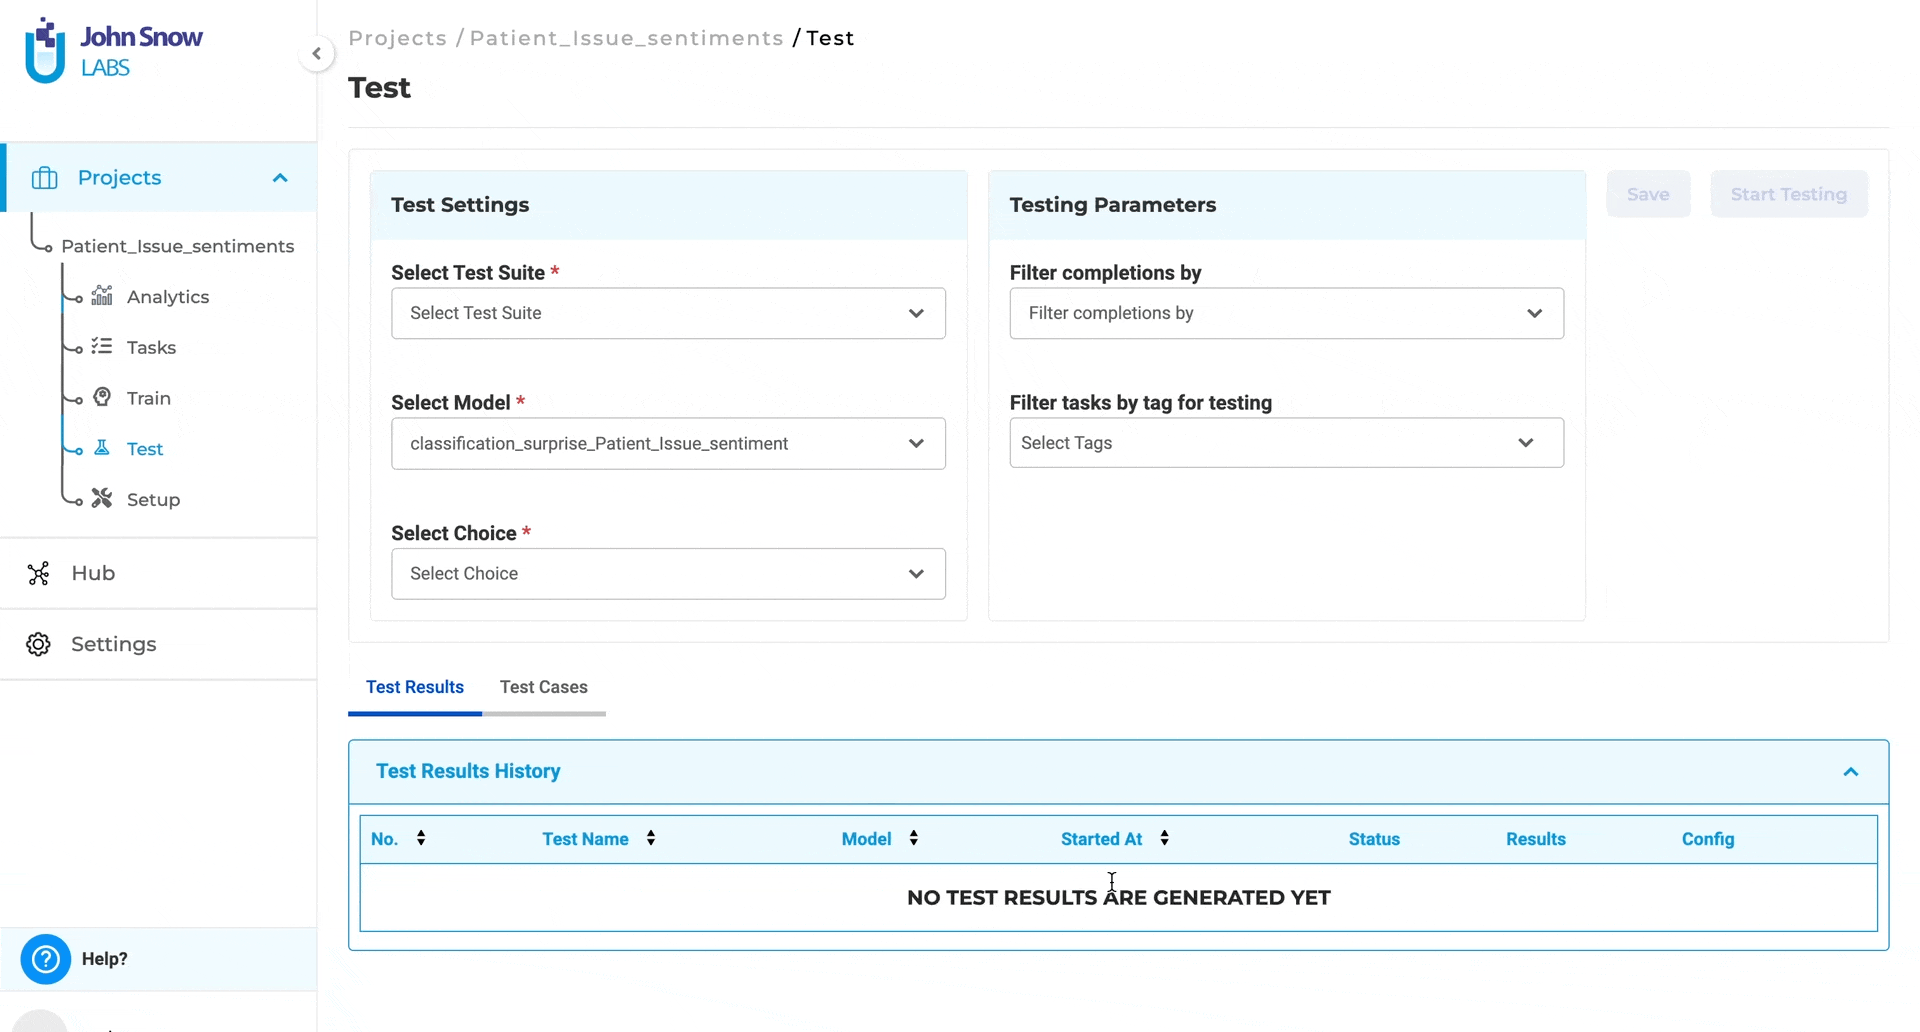 John Snow
LABS
Projects / Patient_Issue_sentiments / Test
Test
Projects
Patient_Issue_sentiments
Analytics
Tasks
Train
Test
Setup
Hub
Settings
Help?
Test Settings
Select Test Suite *
Select Test Suite
Select Model *
classification_surprise_Patient_Issue_sentiment
Select Choice *
Select Choice
Testing Parameters
Filter completions by
Filter completions by
Filter tasks by tag for testing
Select Tags
Save
Start Testing
Test Results
Test Cases
Test Results History
No.
Test Name
Model
Started At
Status
Results
Config
NO TEST RESULTS ARE GENERATED YET